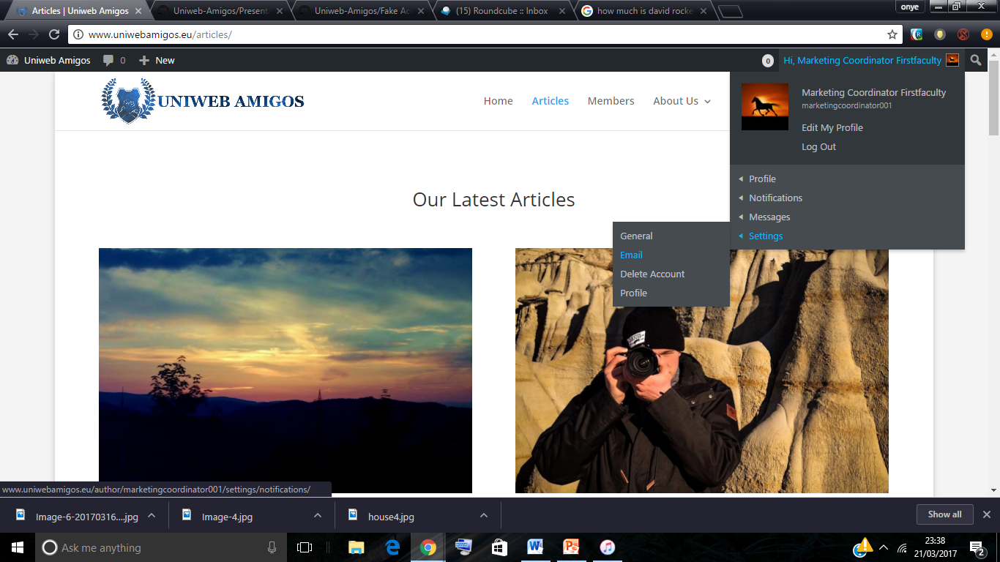 Articles | Uniweb Amigos
Uniweb-Amigos/Presenta
Uniweb-Amigos/Fake Acc
(15) Roundcube :: Inbox
how much is david rocke
onye
www.uniwebamigos.eu/articles/
Uniweb Amigos
0
New
0
Hi, Marketing Coordinator Firstfaculty
UNIWEB AMIGOS
Home
Articles
Members
About Us
Marketing Coordinator Firstfaculty
marketingcoordinator001
Edit My Profile
Log Out
Profile
Notifications
Messages
Settings
Our Latest Articles
General
Email
Delete Account
Profile
www.uniwebamigos.eu/author/marketingcoordinator001/settings/notifications/
Image-6-20170316....jpg
Image-4.jpg
house4.jpg
Show all
Ask me anything
23:38
21/03/2017
2